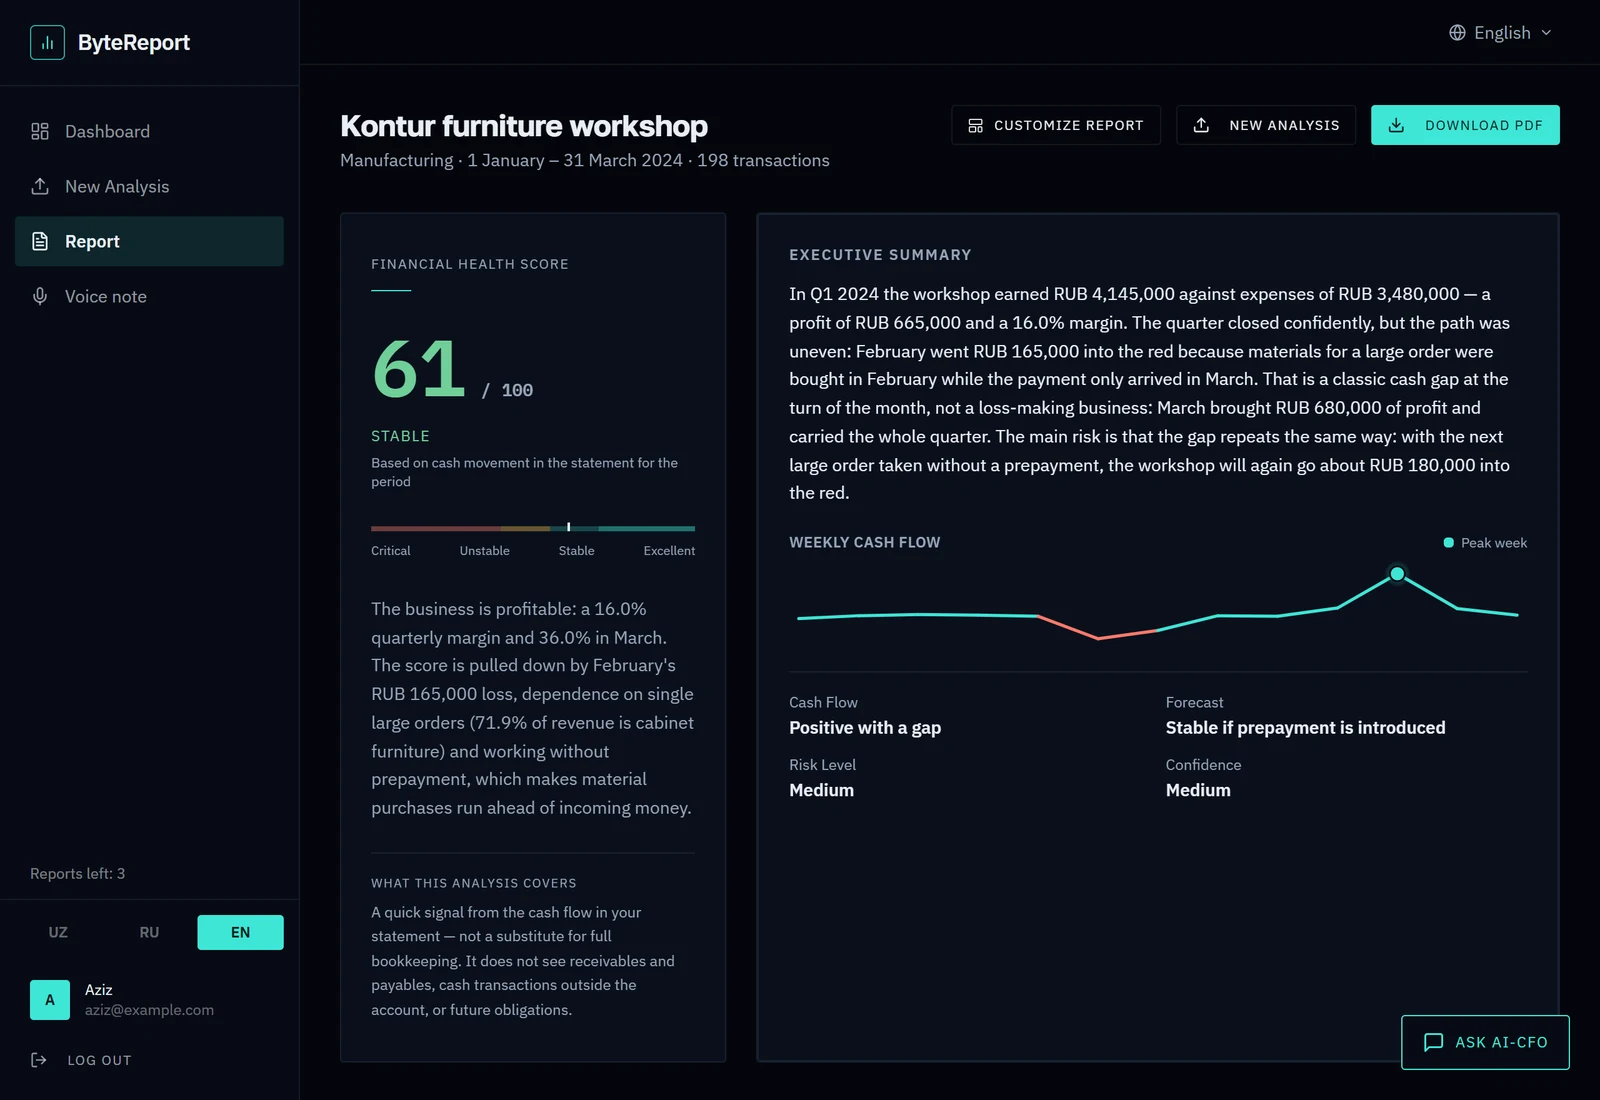 ByteReport
Dashboard
New Analysis
Report
Voice note
Reports left: 3
UZ RU EN
A
Aziz
aziz@example.com
LOG OUT
English
Kontur furniture workshop
Manufacturing · 1 January – 31 March 2024 · 198 transactions
CUSTOMIZE REPORT
NEW ANALYSIS
DOWNLOAD PDF
FINANCIAL HEALTH SCORE
61 / 100
STABLE
Based on cash movement in the statement for the
period
Critical Unstable Stable Excellent
The business is profitable: a 16.0%
quarterly margin and 36.0% in March.
The score is pulled down by February's
RUB 165,000 loss, dependence on single
large orders (71.9% of revenue is cabinet
furniture) and working without
prepayment, which makes material
purchases run ahead of incoming money.
WHAT THIS ANALYSIS COVERS
A quick signal from the cash flow in your
statement — not a substitute for full
bookkeeping. It does not see receivables and
payables, cash transactions outside the
account, or future obligations.
EXECUTIVE SUMMARY
In Q1 2024 the workshop earned RUB 4,145,000 against expenses of RUB 3,480,000 — a
profit of RUB 665,000 and a 16.0% margin. The quarter closed confidently, but the path was
uneven: February went RUB 165,000 into the red because materials for a large order were
bought in February while the payment only arrived in March. That is a classic cash gap at the
turn of the month, not a loss-making business: March brought RUB 680,000 of profit and
carried the whole quarter. The main risk is that the gap repeats the same way: with the next
large order taken without a prepayment, the workshop will again go about RUB 180,000 into
the red.
WEEKLY CASH FLOW
Peak week
Cash Flow
Positive with a gap
Forecast
Stable if prepayment is introduced
Risk Level
Medium
Confidence
Medium
ASK AI-CFO